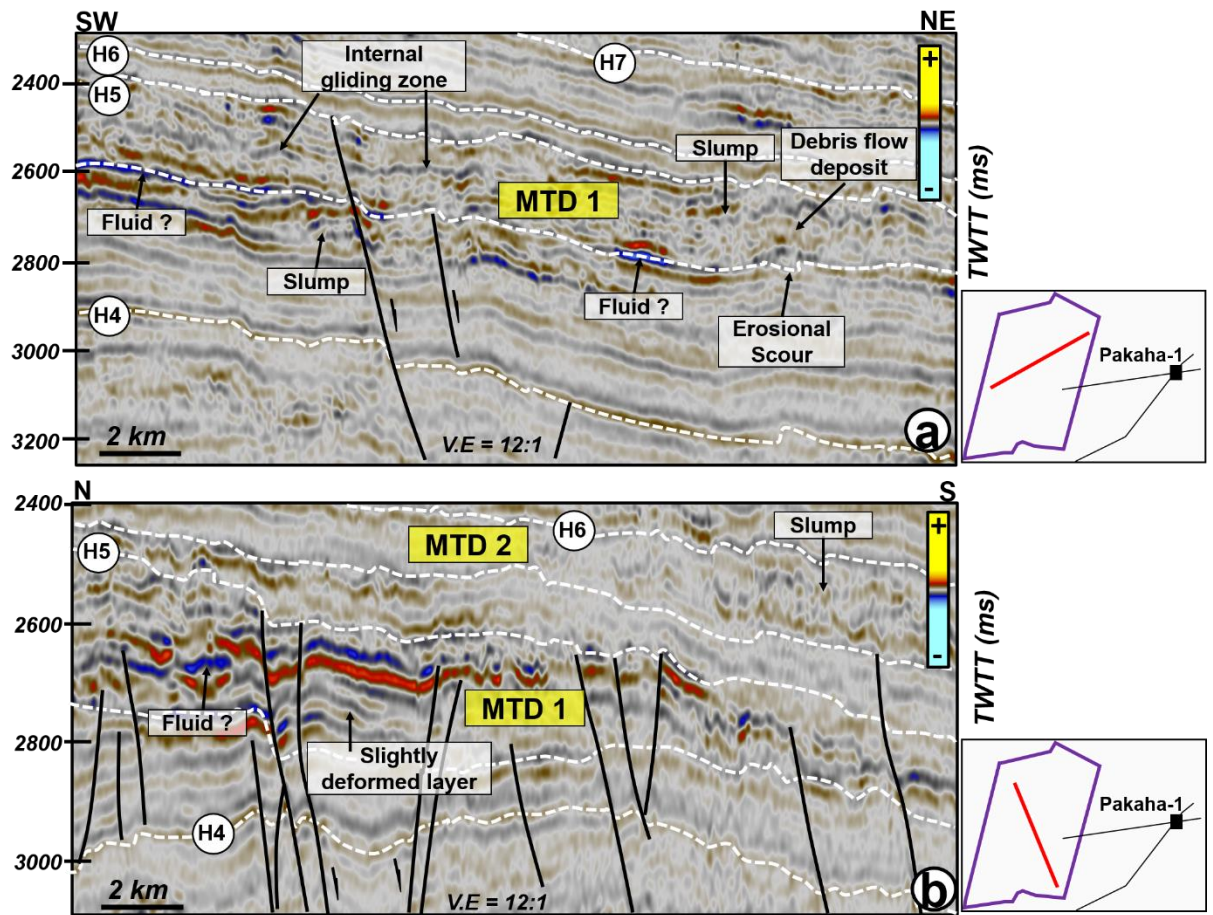 SW
NE
H6
H5
Internal
gliding zone
H7
+
-
2400
2600
2800
3000
3200
Slump
Debris flow
deposit
MTD 1
Fluid ?
Slump
Fluid ?
Erosional
Scour
H4
2 km
V.E = 12:1
a
TWTT (ms)
Pakaha-1
N
S
2400
2600
2800
3000
H5
MTD 2
H6
Slump
+
-
MTD 1
Fluid ?
Slightly
deformed layer
H4
2 km
V.E = 12:1
b
TWTT (ms)
Pakaha-1